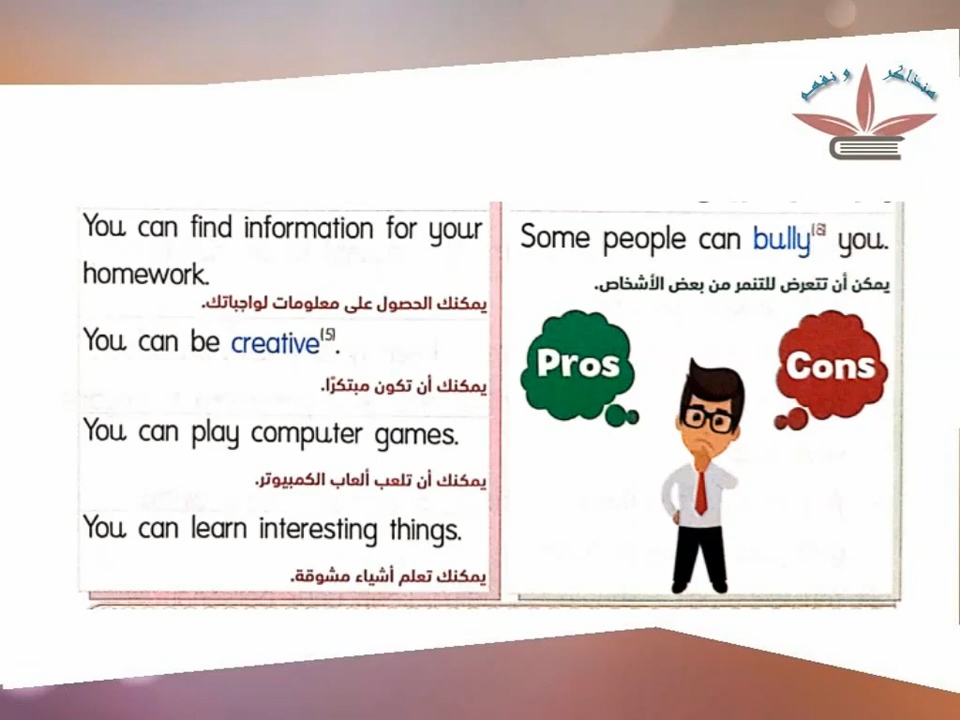 هنذاكر و نفهم
You can find information for your
homework.
يمكنك الحصول على معلومات لواجباتك.
You can be creative[5].
يمكنك أن تكون مبتكرًا.
You can play computer games.
يمكنك أن تلعب ألعاب الكمبيوتر.
You can learn interesting things.
يمكنك تعلم أشياء مشوقة.
Some people can bully[6] you.
يمكن أن تتعرض للتنمر من بعض الأشخاص.
Pros
Cons